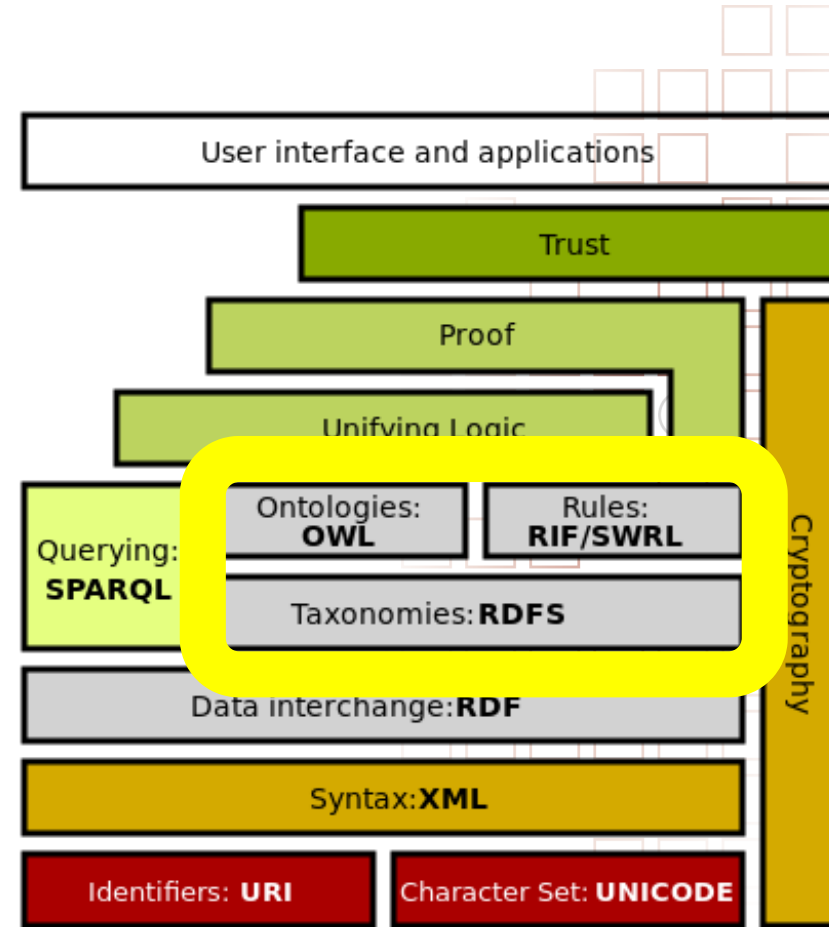 User interface and applications
Trust
Proof
Unifying Logic
Ontologies:
OWL
Rules:
RIF/SWRL
Querying:
SPARQL
Taxonomies: RDFS
Cryptography
Data interchange:RDF
Syntax:XML
Identifiers: URI
Character Set: UNICODE